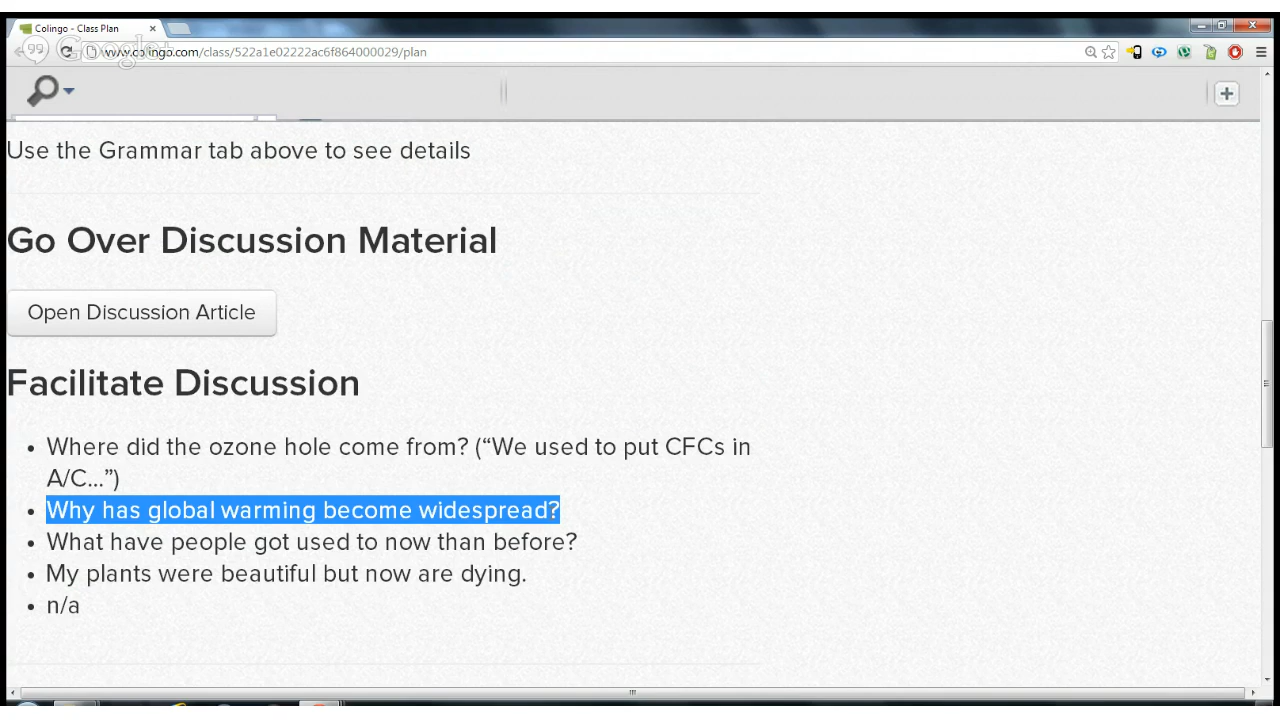 Colingo - Class Plan
Google+
www.colingo.com/class/522a1e02222ac6f864000029/plan
Use the Grammar tab above to see details
Go Over Discussion Material
Open Discussion Article
Facilitate Discussion
• Where did the ozone hole come from? (“We used to put CFCs in
A/C...”)
• Why has global warming become widespread?
• What have people got used to now than before?
• My plants were beautiful but now are dying.
• n/a